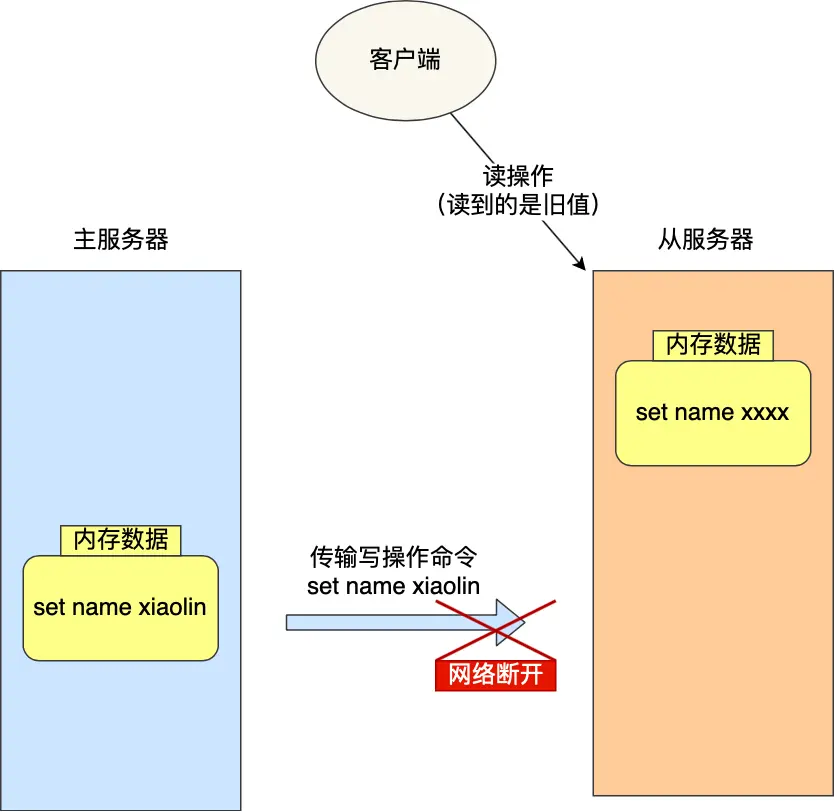 客户端
读操作
（读到的是旧值）
主服务器
从服务器
内存数据
set name xxxx
内存数据
set name xiaolin
传输写操作命令
set name xiaolin
网络断开